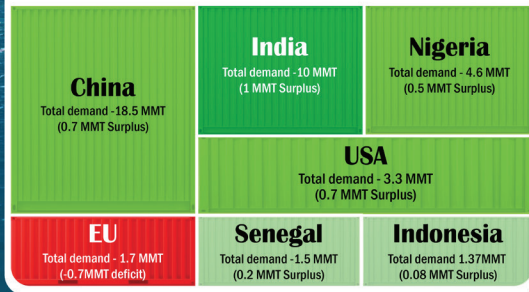 China
Total demand -18.5 MMT
(0.7 MMT Surplus)
India
Total demand -10 MMT
(1 MMT Surplus)
Nigeria
Total demand - 4.6 MMT
(0.5 MMT Surplus)
USA
Total demand - 3.3 MMT
(0.7 MMT Surplus)
EU
Total demand - 1.7 MMT
(-0.7MMT deficit)
Senegal
Total demand -1.5 MMT
(0.2 MMT Surplus)
Indonesia
Total demand 1.37MMT
(0.08 MMT Surplus)